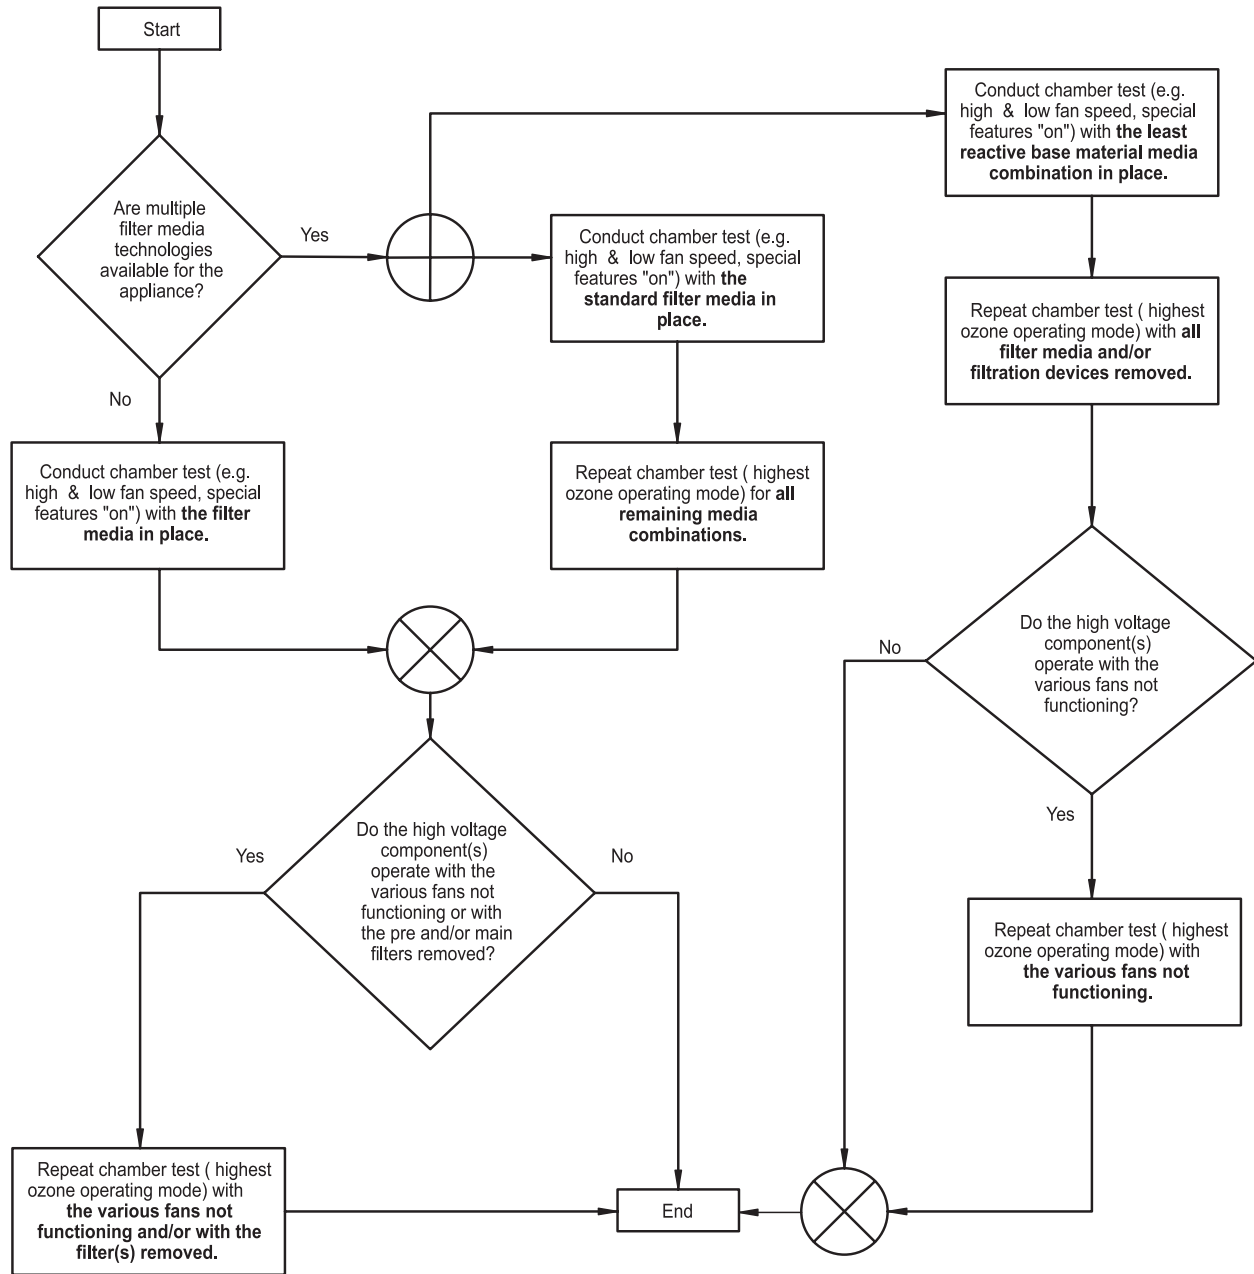 Start
Are multiple
filter media
technologies
available for the
appliance?
Yes
No
Conduct chamber test (e.g.
high & low fan speed, special
features "on") with the filter
media in place.
Conduct chamber test (e.g.
high & low fan speed, special
features "on") with the
standard filter media in
place.
Repeat chamber test ( highest
ozone operating mode) for all
remaining media
combinations.
Conduct chamber test (e.g.
high & low fan speed, special
features "on") with the least
reactive base material media
combination in place.
Repeat chamber test ( highest
ozone operating mode) with all
filter media and/or
filtration devices removed.
Do the high voltage
component(s)
operate with the
various fans not
functioning?
No
Yes
Repeat chamber test ( highest
ozone operating mode) with
the various fans not
functioning.
Do the high voltage
component(s)
operate with the
various fans not
functioning or with
the pre and/or main
filters removed?
Yes
No
Repeat chamber test ( highest
ozone operating mode) with
the various fans not
functioning and/or with the
filter(s) removed.
End